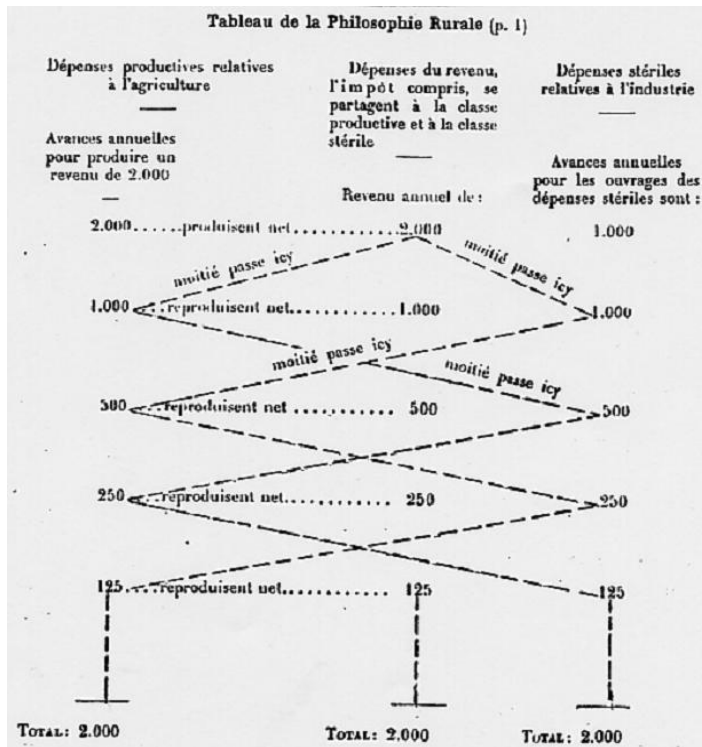 Tableau de la Philosophie Rurale (p. 1)
Dépenses productives relatives
à l'agriculture
Avances annuelles
pour produire un
revenu de 2.000
Dépenses du revenu,
l'impôt compris, se
partagent à la classe
productive et à la classe
stérile
Revenu annuel de :
Dépenses stériles
relatives à l'industrie
Avances annuelles
pour les ouvrages des
dépenses stériles sont :
2.000......produisent net........2.000 1.000
moitié passe icy moitié passe icy
1.000....reproduisent net..............1.000 1.000
moitié passe icy moitié passe icy
500....reproduisent net ........... 500 500
250....reproduisent net........... 250 250
125....reproduisent net.............. 125 125
TOTAL: 2.000 TOTAL: 2.000 TOTAL: 2.000